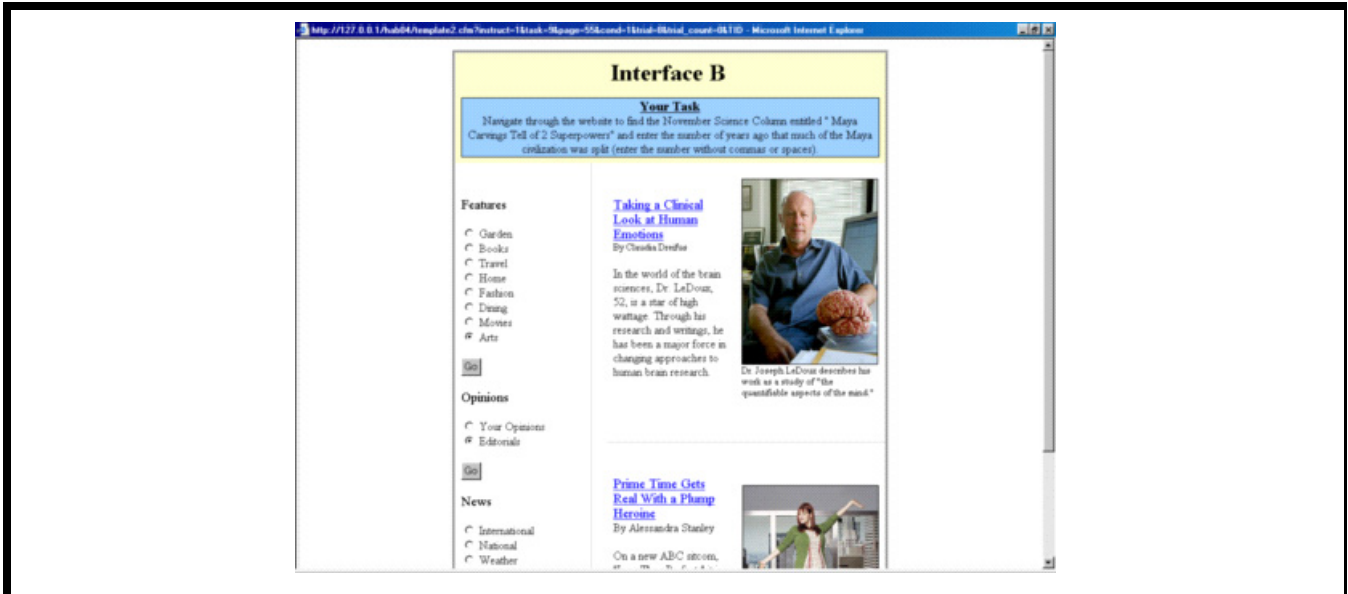 http://127.0.0.1/hab04/template2.cfm?instruct=1&task=9&page=55&cond=1&trial=0&trial_count=0&TID - Microsoft Internet Explorer
Interface B
Your Task
Navigate through the website to find the November Science Column entitled " Maya
Carvings Tell of 2 Superpowers" and enter the number of years ago that much of the Maya
civilization was split (enter the number without commas or spaces).
Features
Garden
Books
Travel
Home
Fashion
Dining
Movies
Arts
Go
Opinions
Your Opinions
Editorials
Go
News
International
National
Weather
Taking a Clinical
Look at Human
Emotions
By Claudia Dreifus
In the world of the brain
sciences, Dr. LeDoux,
52, is a star of high
wattage. Through his
research and writings, he
has been a major force in
changing approaches to
human brain research.
Dr. Joseph LeDoux describes his
work as a study of "the
quantifiable aspects of the mind."
Prime Time Gets
Real With a Plump
Heroine
By Alessandra Stanley
On a new ABC sitcom,